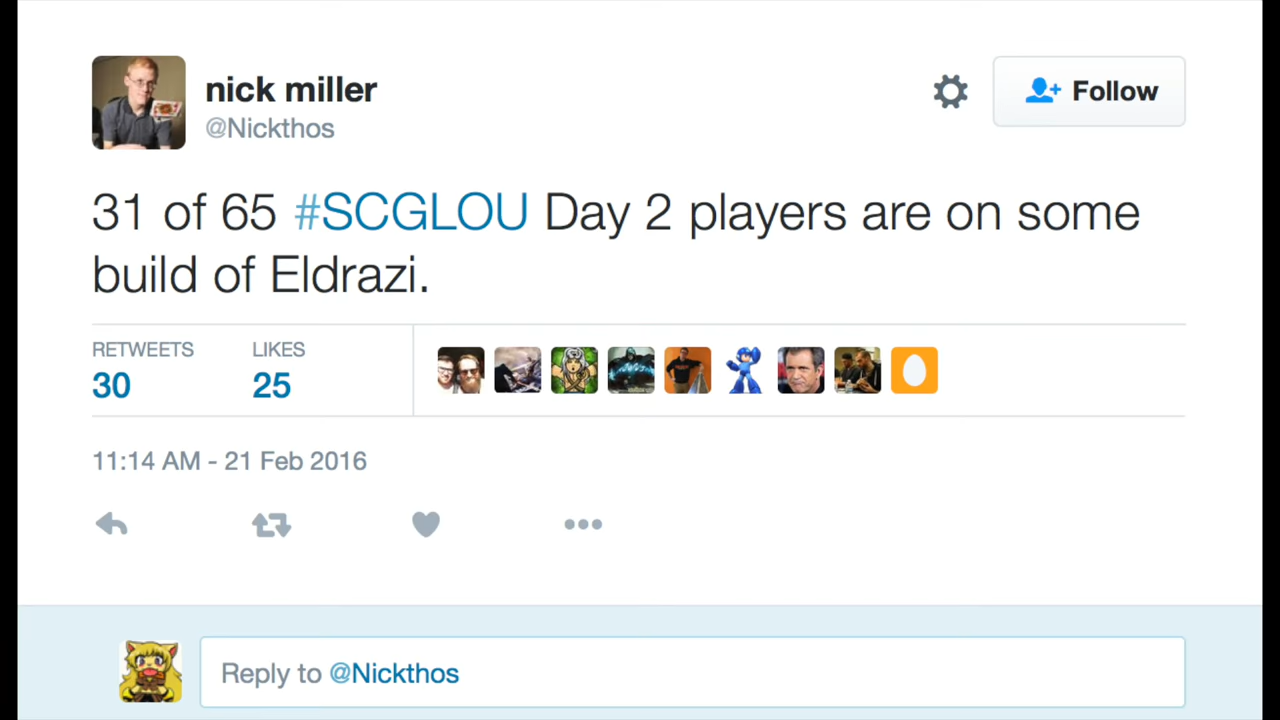 nick miller
@Nickthos
Follow
31 of 65 #SCGLOU Day 2 players are on some
build of Eldrazi.
RETWEETS LIKES
30 25
11:14 AM - 21 Feb 2016
Reply to @Nickthos